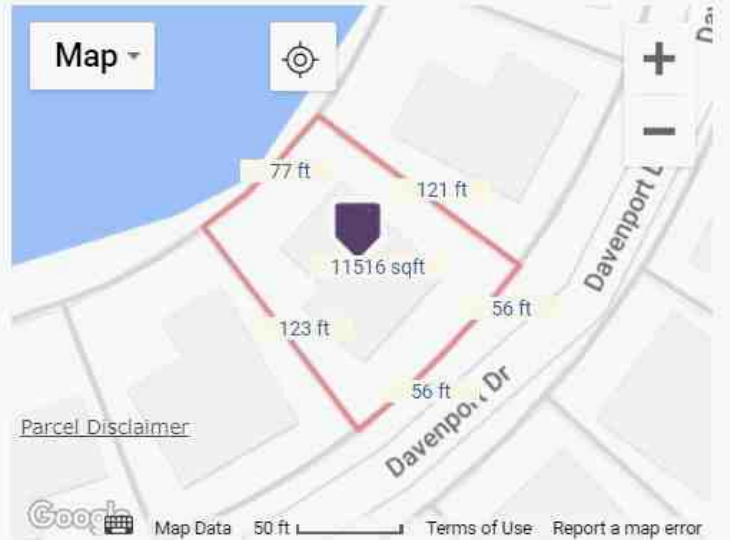 Map
+
Da
77 ft
121 ft
−
Davenport
11516 sqft
56 ft
123 ft
56 ft
Davenport Dr
Parcel Disclaimer
Google
Map Data 50 ft Terms of Use Report a map error